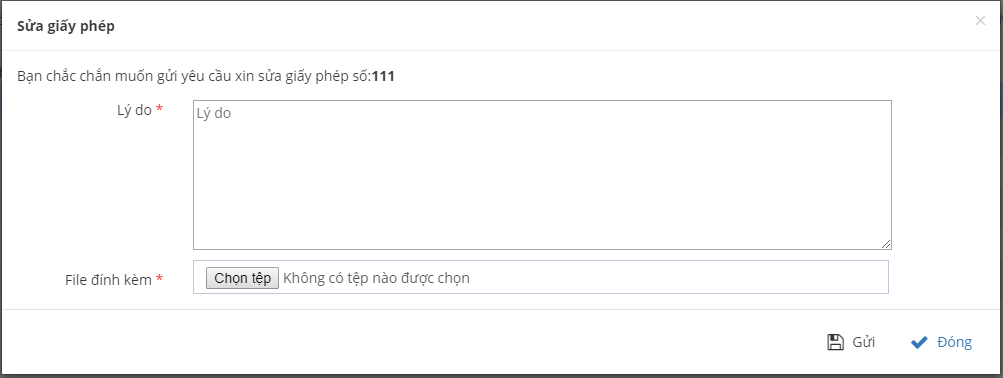 Sửa giấy phép
×
Bạn chắc chắn muốn gửi yêu cầu xin sửa giấy phép số:111
Lý do *
Lý do
File đính kèm *
Chọn tệp Không có tệp nào được chọn
Gửi
Đóng